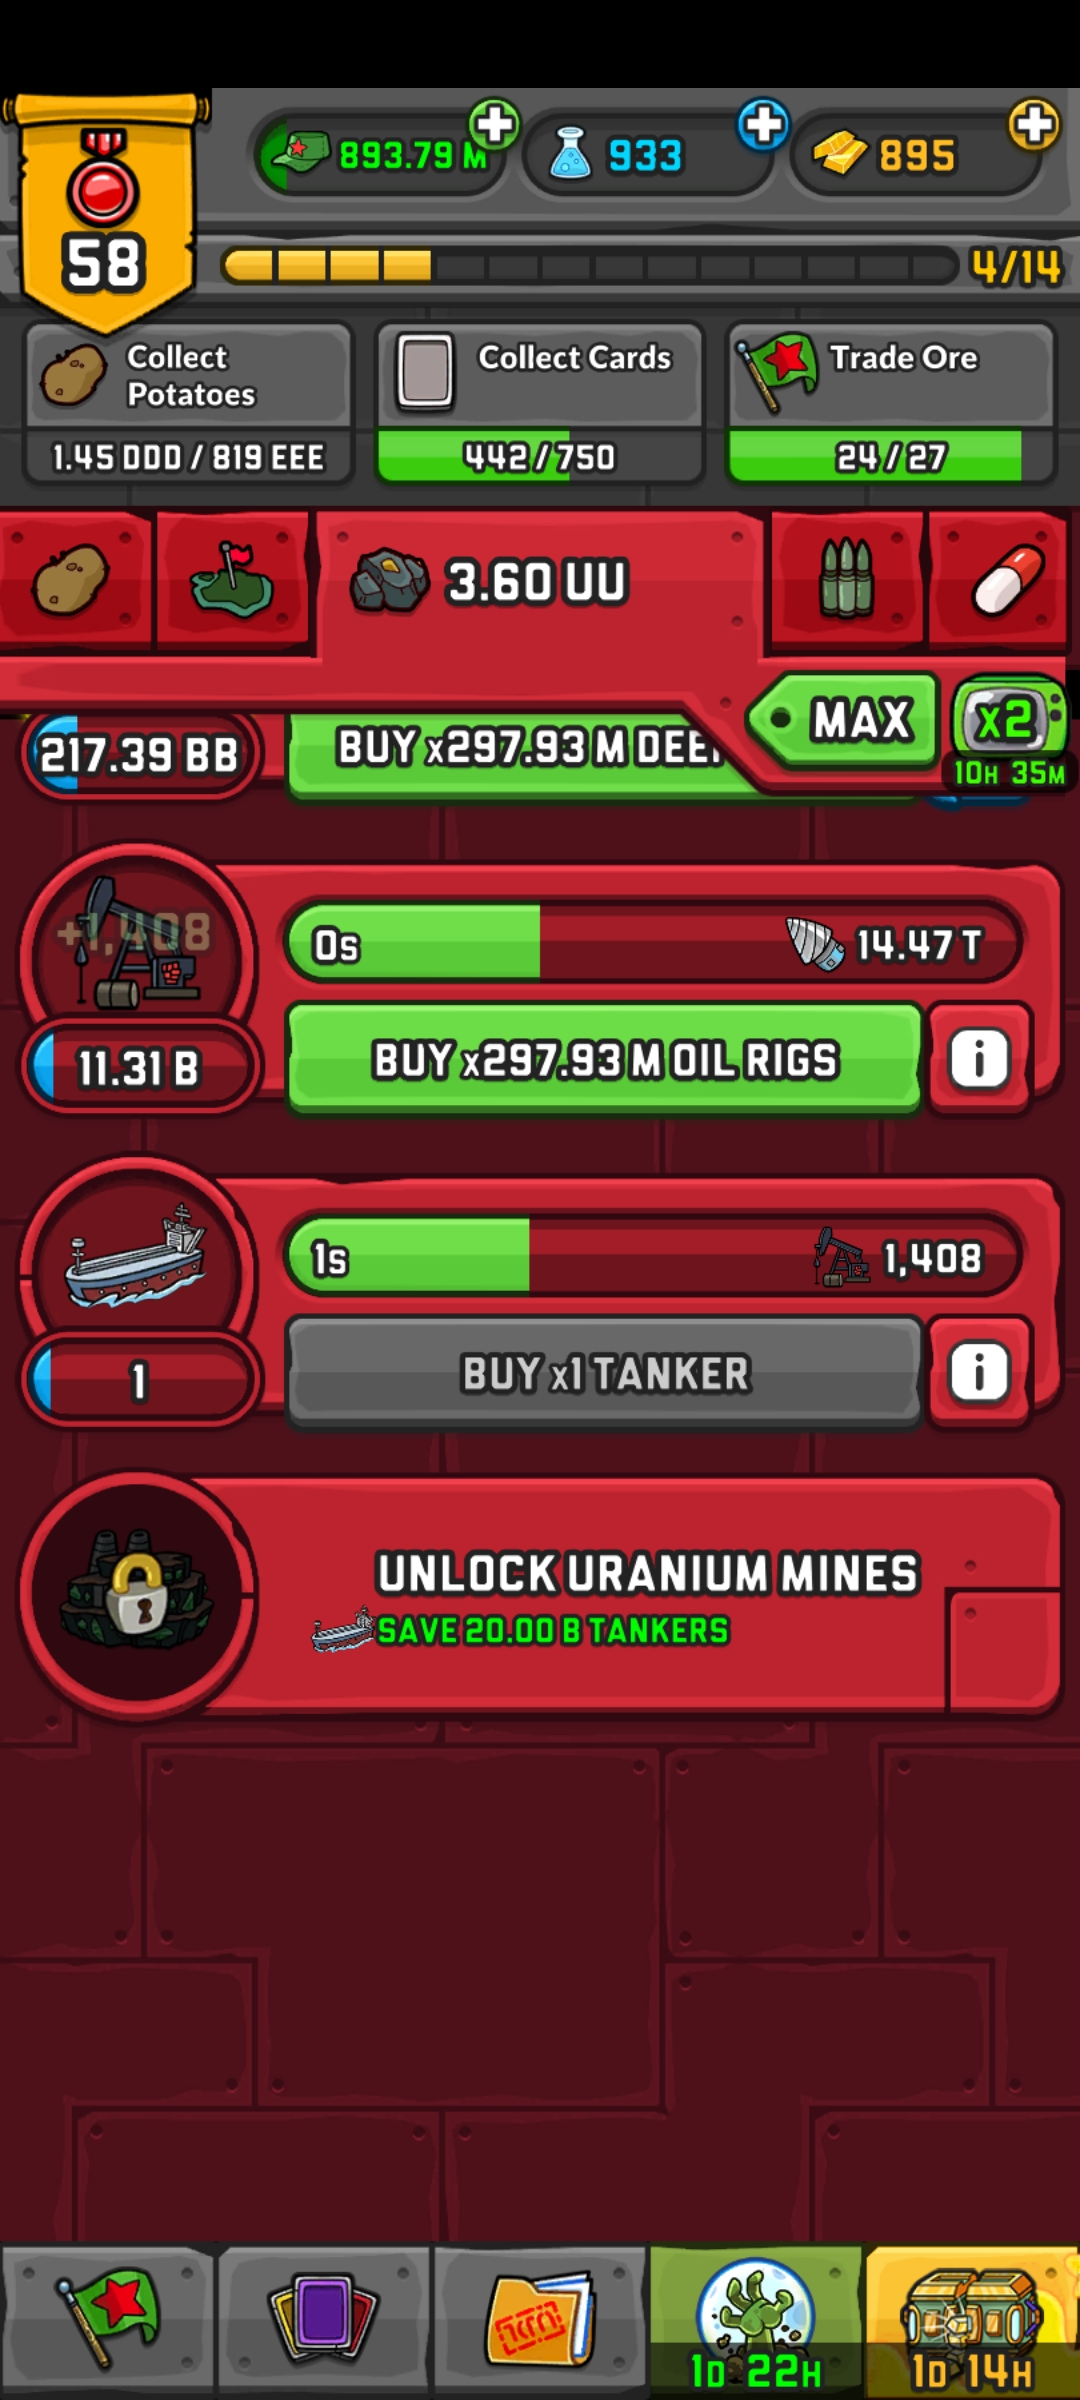 893.79 M
933
895
58
4/14
Collect
Potatoes
Collect Cards
Trade Ore
1.45 DDD / 819 EEE
442/750
24/27
3.60 UU
MAX
x2
10H 35M
217.39 BB
BUY x297.93 M DEE
+1,408
0s
14.47 T
11.31 B
BUY x297.93 M OIL RIGS
i
1s
1,408
1
BUY x1 TANKER
i
UNLOCK URANIUM MINES
SAVE 20.00 B TANKERS
1D 22H
1D 14H